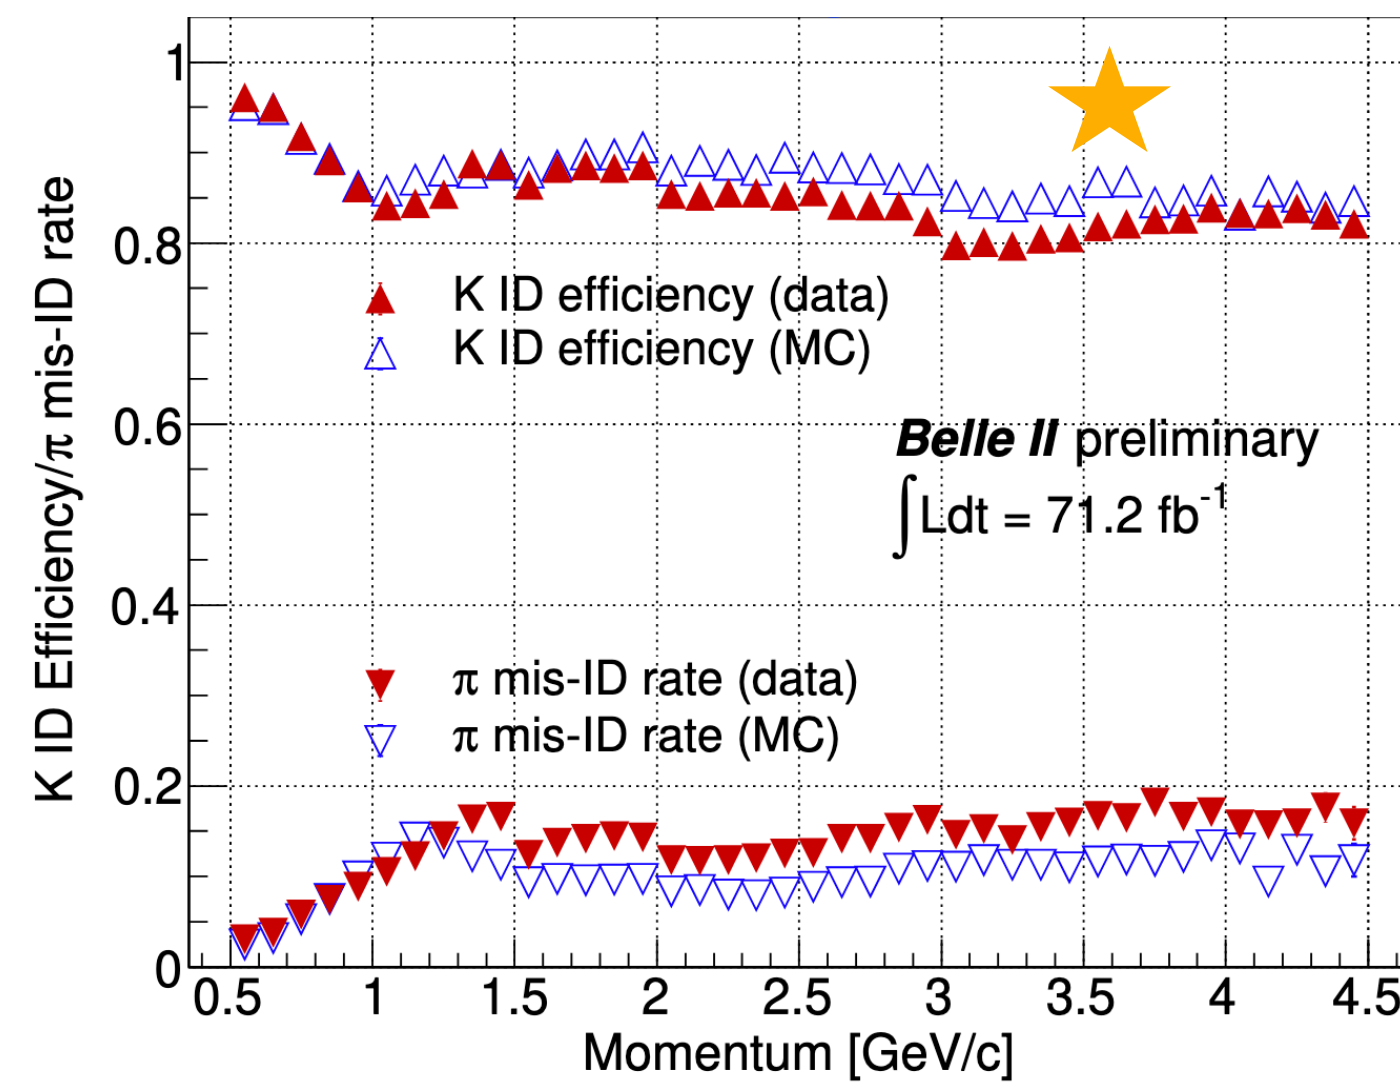 K ID Efficiency/π mis-ID rate
1
0.8
0.6
0.4
0.2
0
K ID efficiency (data)
K ID efficiency (MC)
Belle II preliminary
∫Ldt = 71.2 fb⁻¹
π mis-ID rate (data)
π mis-ID rate (MC)
0.5 1 1.5 2 2.5 3 3.5 4 4.5
Momentum [GeV/c]